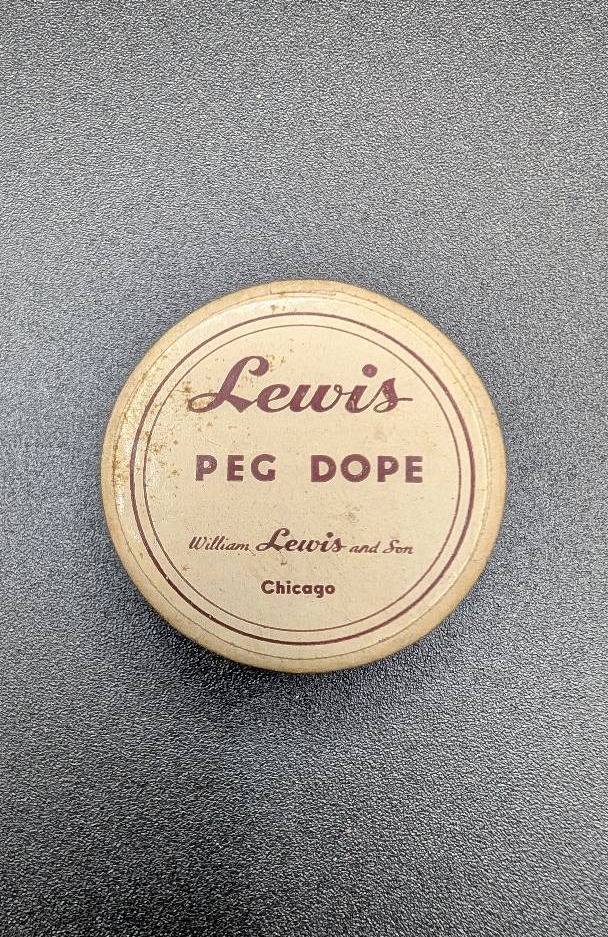 Lewis
PEG DOPE
William Lewis and Son
Chicago